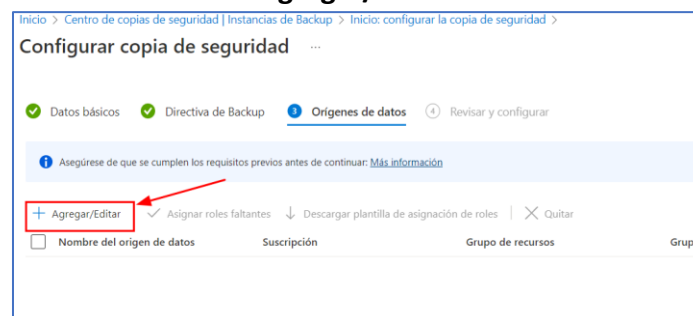 Inicio > Centro de copias de seguridad | Instancias de Backup > Inicio: configurar la copia de seguridad >
Configurar copia de seguridad ...
Datos básicos Directiva de Backup 3 Orígenes de datos 4 Revisar y configurar
Asegúrese de que se cumplen los requisitos previos antes de continuar: Más información
+ Agregar/Editar Asignar roles faltantes Descargar plantilla de asignación de roles | Quitar
Nombre del origen de datos Suscripción Grupo de recursos Grup